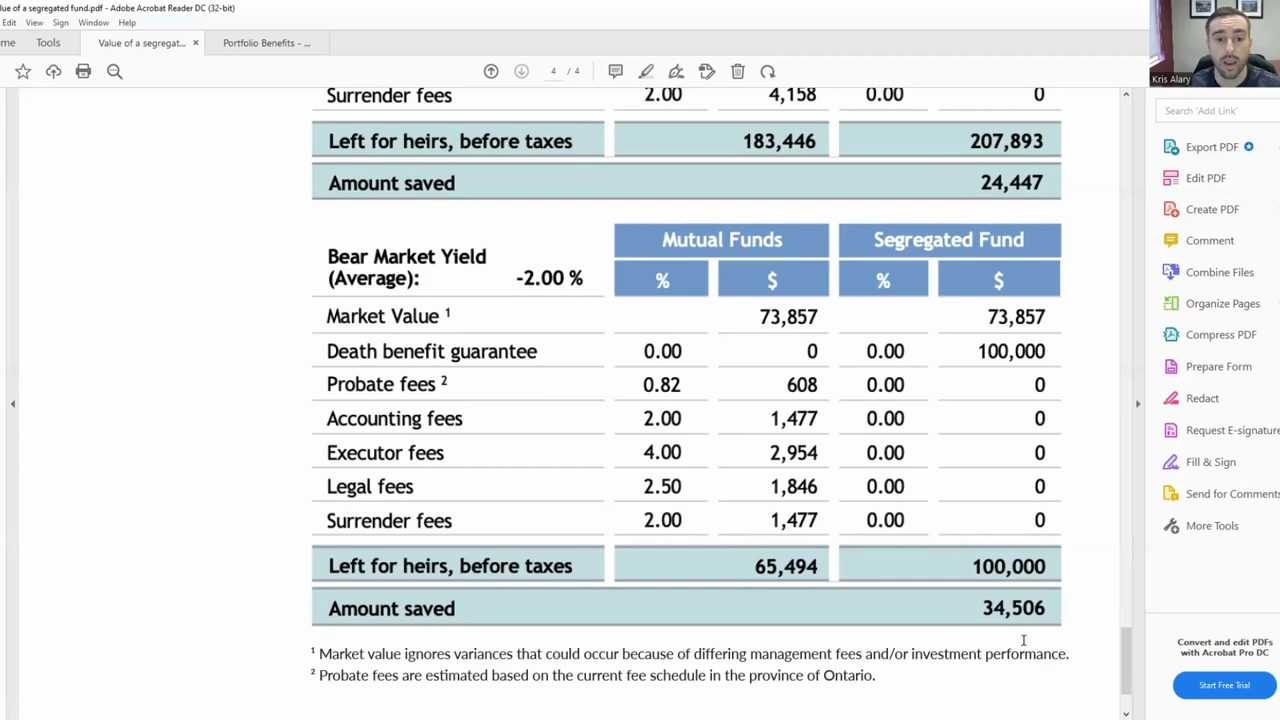 lue of a segregated fund.pdf - Adobe Acrobat Reader DC (32-bit)
Edit View Sign Window Help
me Tools Value of a segregat... × Portfolio Benefits - ...
4 / 4
Kris Alary
Search 'Add Link'
Export PDF
Edit PDF
Create PDF
Comment
Combine Files
Organize Pages
Compress PDF
Prepare Form
Redact
Request E-signature
Fill & Sign
Send for Comments
More Tools
Convert and edit PDFs
with Acrobat Pro DC
Start Free Trial
Surrender fees 2.00 4,158 0.00 0
Left for heirs, before taxes 183,446 207,893
Amount saved 24,447
Mutual Funds Segregated Fund
Bear Market Yield
(Average): -2.00 % % $ % $
Market Value ¹ 73,857 73,857
Death benefit guarantee 0.00 0 0.00 100,000
Probate fees ² 0.82 608 0.00 0
Accounting fees 2.00 1,477 0.00 0
Executor fees 4.00 2,954 0.00 0
Legal fees 2.50 1,846 0.00 0
Surrender fees 2.00 1,477 0.00 0
Left for heirs, before taxes 65,494 100,000
Amount saved 34,506
¹ Market value ignores variances that could occur because of differing management fees and/or investment performance.
² Probate fees are estimated based on the current fee schedule in the province of Ontario.